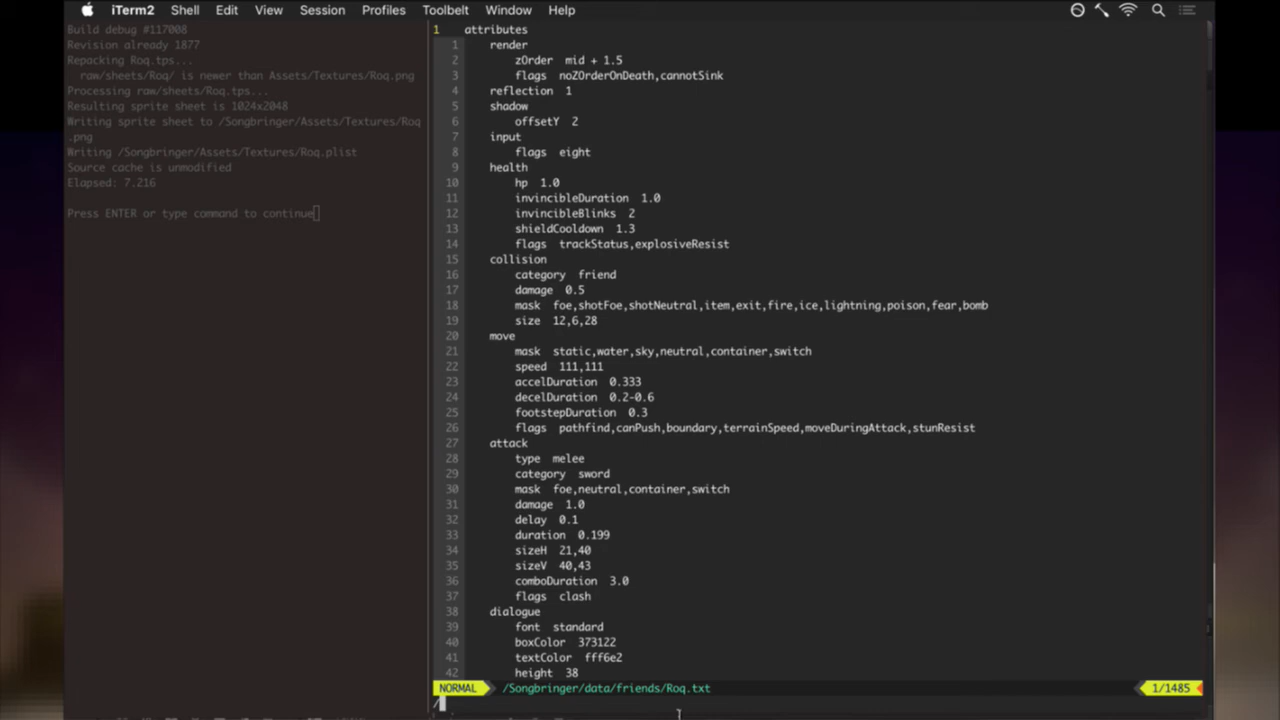 iTerm2 Shell Edit View Session Profiles Toolbelt Window Help
Build debug #117008
Revision already 1877
Repacking Roq.tps...
raw/sheets/Roq/ is newer than Assets/Textures/Roq.png
Processing raw/sheets/Roq.tps...
Resulting sprite sheet is 1024x2048
Writing sprite sheet to /Songbringer/Assets/Textures/Roq
.png
Writing /Songbringer/Assets/Textures/Roq.plist
Source cache is unmodified
Elapsed: 7.216
Press ENTER or type command to continue
1 attributes
1 render
2 zOrder mid + 1.5
3 flags noZOrderOnDeath,cannotSink
4 reflection 1
5 shadow
6 offsetY 2
7 input
8 flags eight
9 health
10 hp 1.0
11 invincibleDuration 1.0
12 invincibleBlinks 2
13 shieldCooldown 1.3
14 flags trackStatus,explosiveResist
15 collision
16 category friend
17 damage 0.5
18 mask foe,shotFoe,shotNeutral,item,exit,fire,ice,lightning,poison,fear,bomb
19 size 12,6,28
20 move
21 mask static,water,sky,neutral,container,switch
22 speed 111,111
23 accelDuration 0.333
24 decelDuration 0.2-0.6
25 footstepDuration 0.3
26 flags pathfind,canPush,boundary,terrainSpeed,moveDuringAttack,stunResist
27 attack
28 type melee
29 category sword
30 mask foe,neutral,container,switch
31 damage 1.0
32 delay 0.1
33 duration 0.199
34 sizeH 21,40
35 sizeV 40,43
36 comboDuration 3.0
37 flags clash
38 dialogue
39 font standard
40 boxColor 373122
41 textColor fff6e2
42 height 38
NORMAL /Songbringer/data/friends/Roq.txt 1/1485
/